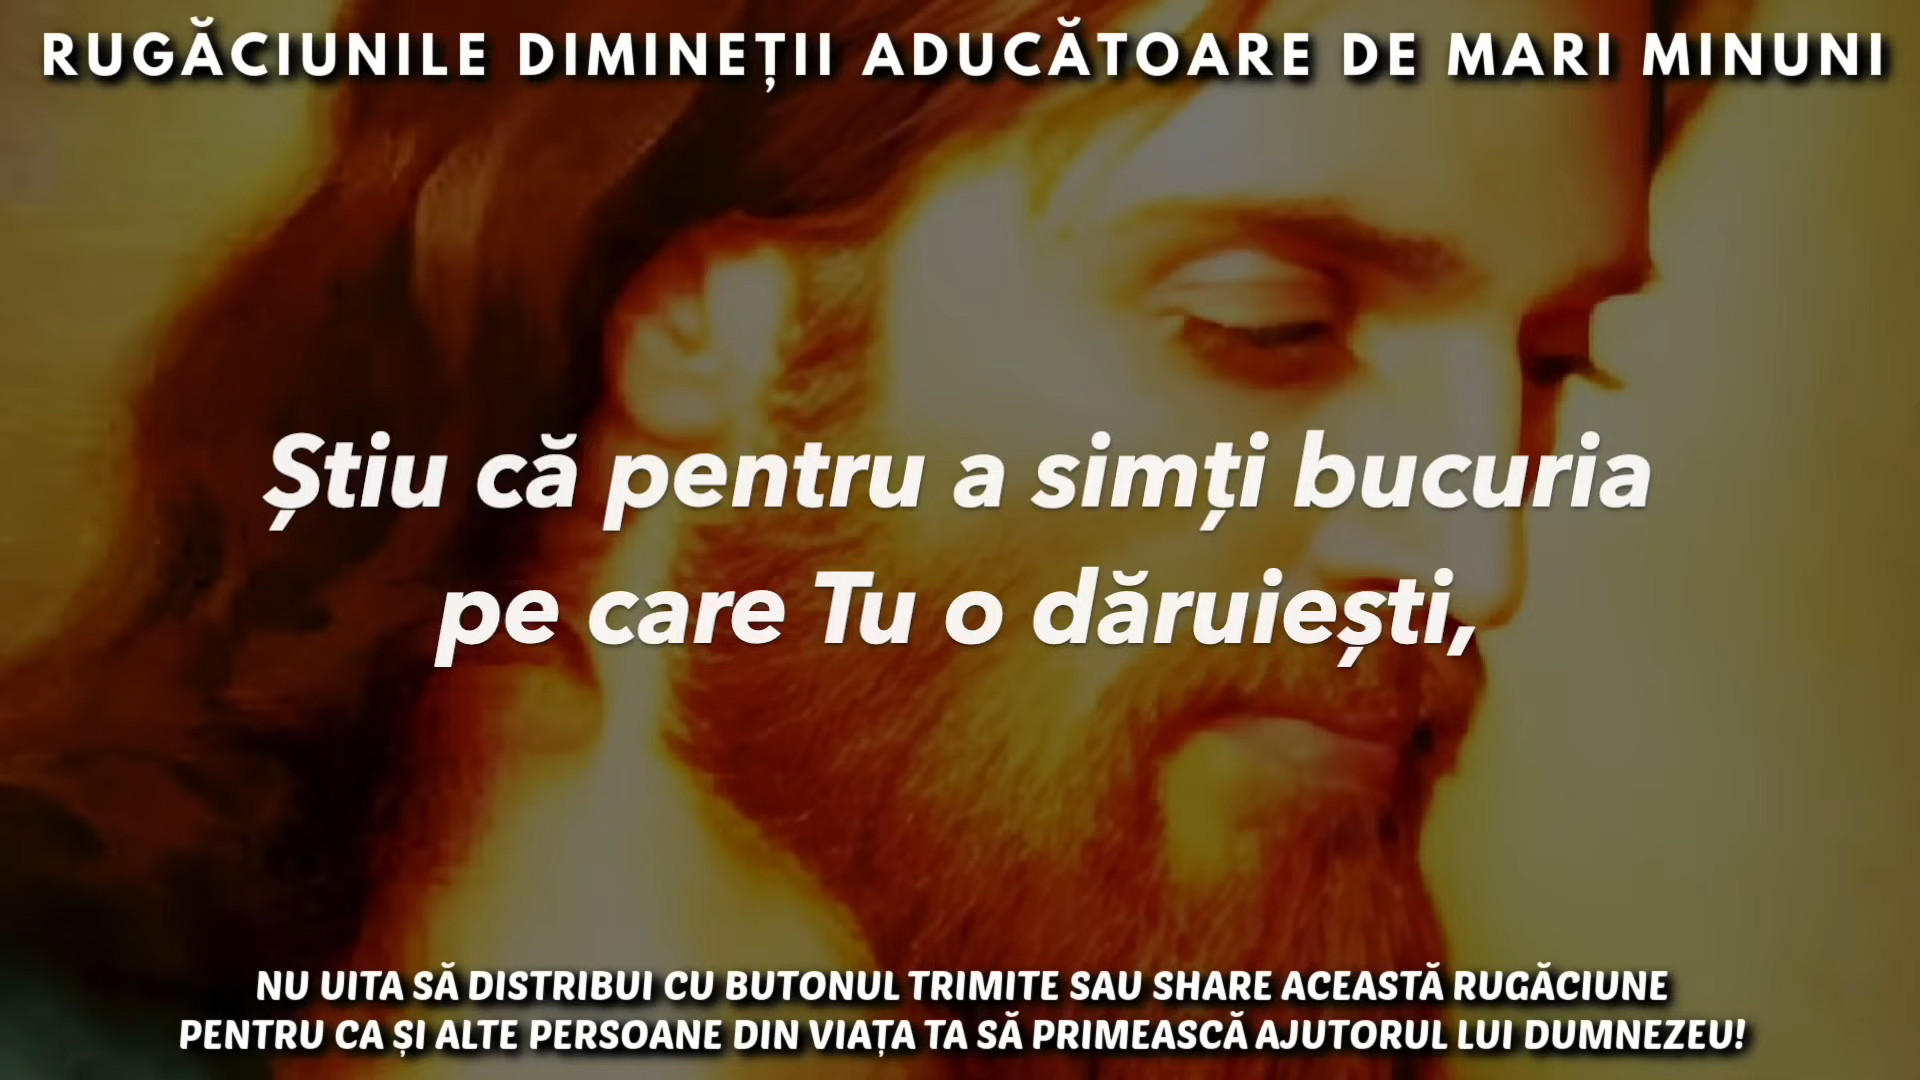 RUGĂCIUNILE DIMINEȚII ADUCĂTOARE DE MARI MINUNI
Știu că pentru a simți bucuria
pe care Tu o dăruiești,
NU UITA SĂ DISTRIBUI CU BUTONUL TRIMITE SAU SHARE ACEASTĂ RUGĂCIUNE
PENTRU CA ȘI ALTE PERSOANE DIN VIAȚA TA SĂ PRIMEASCĂ AJUTORUL LUI DUMNEZEU!